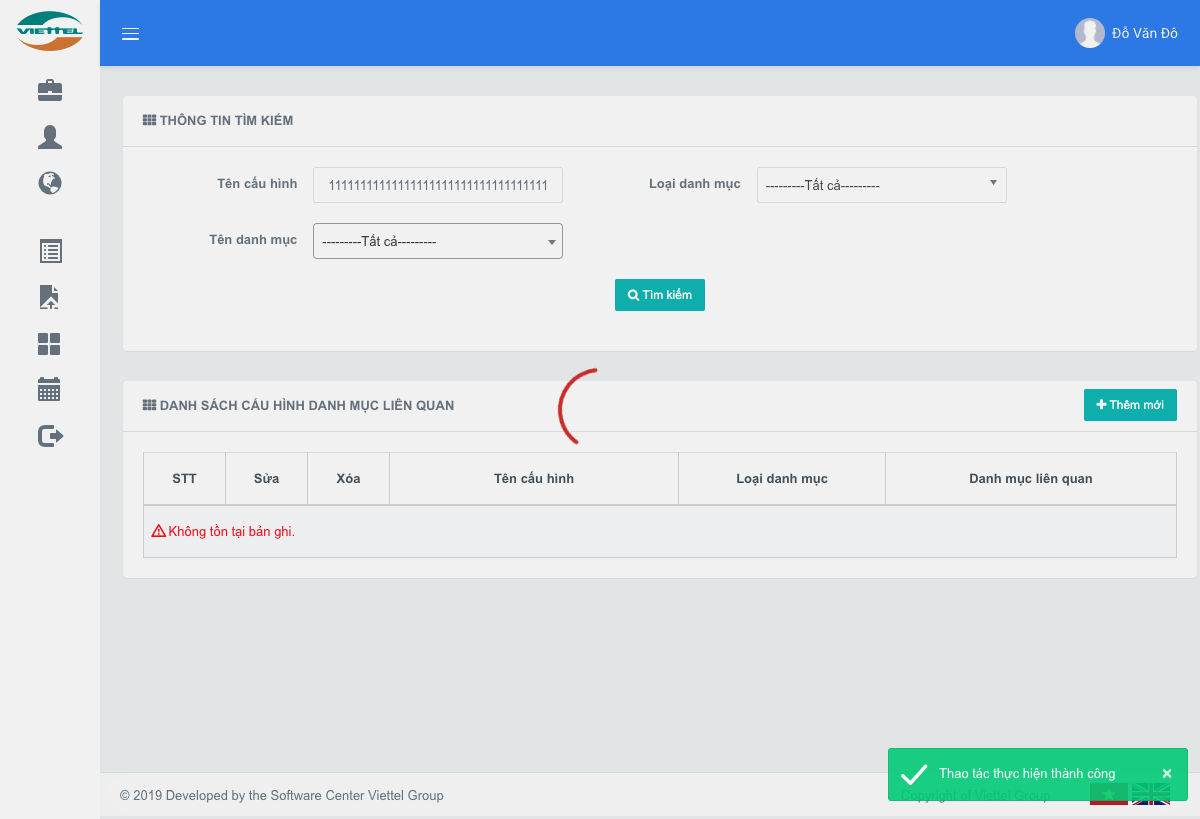 VIETTEL
Đỗ Văn Đô
THÔNG TIN TÌM KIẾM
Tên cấu hình
Loại danh mục
---------Tất cả---------
Tên danh mục
---------Tất cả---------
Tìm kiếm
DANH SÁCH CẤU HÌNH DANH MỤC LIÊN QUAN
Thêm mới
STT
Sửa
Xóa
Tên cấu hình
Loại danh mục
Danh mục liên quan
Không tồn tại bản ghi.
Thao tác thực hiện thành công
×
© 2019 Developed by the Software Center Viettel Group
Copyright of Viettel Group